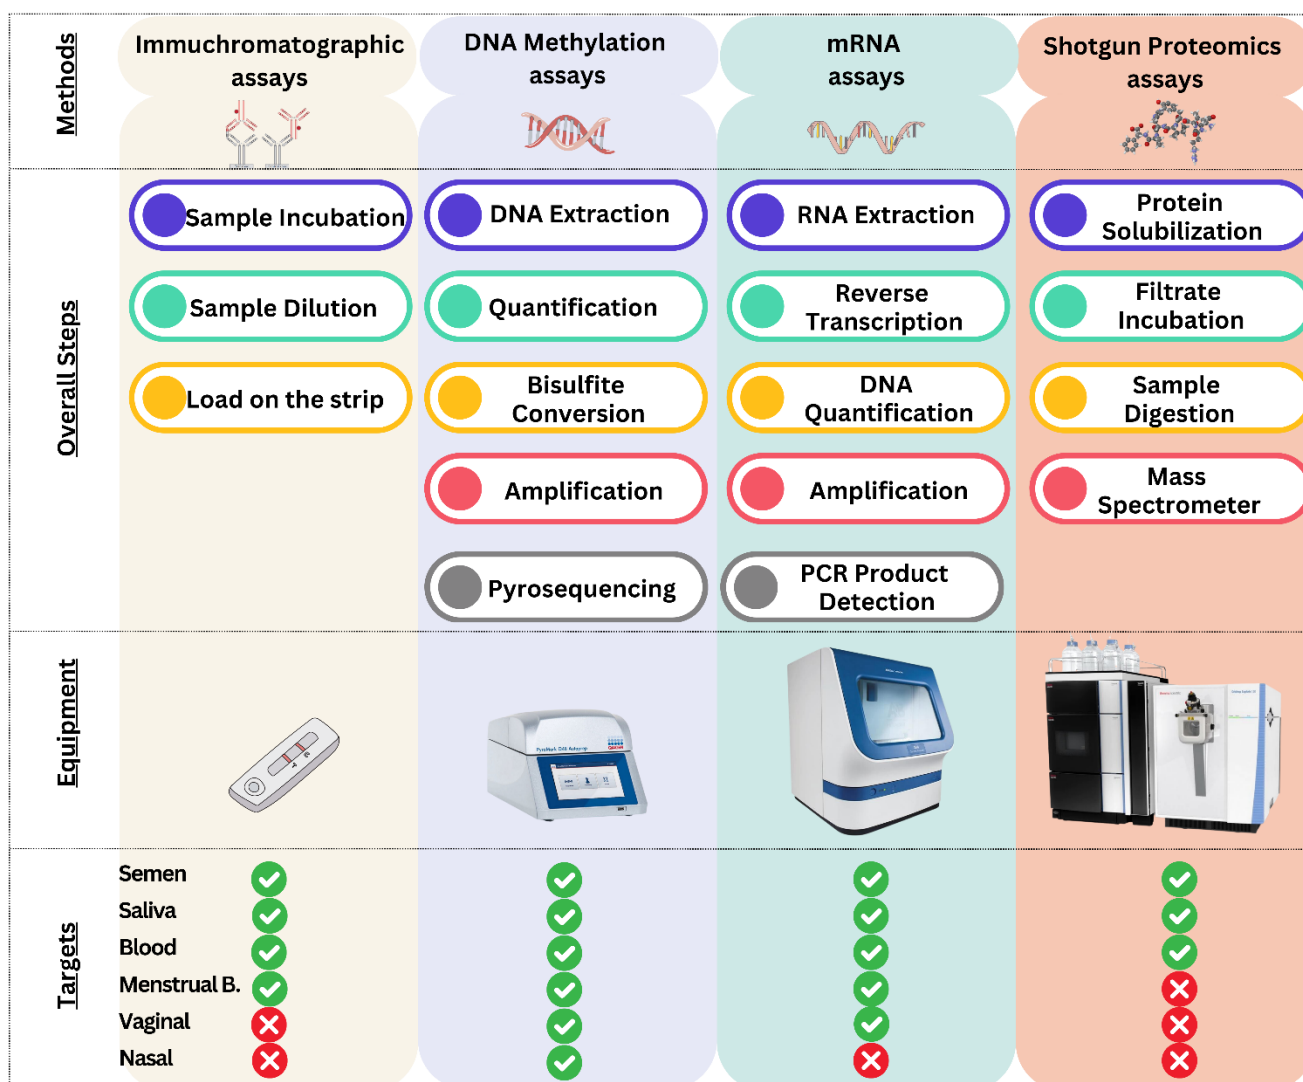 Methods
Immuchromatographic
assays
DNA Methylation
assays
mRNA
assays
Shotgun Proteomics
assays
Overall Steps
Sample Incubation
DNA Extraction
RNA Extraction
Protein
Solubilization
Sample Dilution
Quantification
Reverse
Transcription
Filtrate
Incubation
Load on the strip
Bisulfite
Conversion
DNA
Quantification
Sample
Digestion
Amplification
Amplification
Mass
Spectrometer
Pyrosequencing
PCR Product
Detection
Equipment
Targets
Semen
Saliva
Blood
Menstrual B.
Vaginal
Nasal